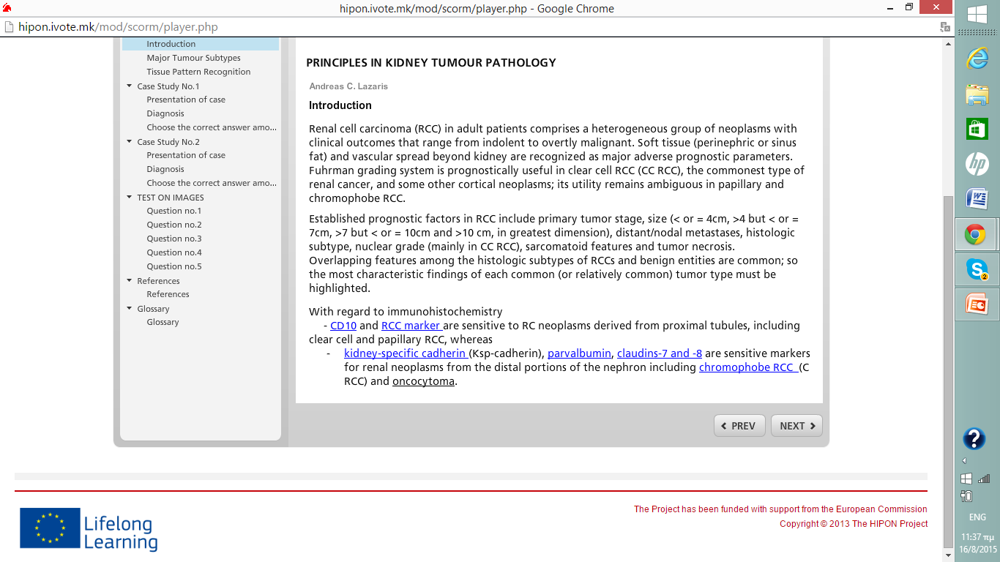 hipon.ivote.mk/mod/scorm/player.php - Google Chrome
hipon.ivote.mk/mod/scorm/player.php
Introduction
Major Tumour Subtypes
Tissue Pattern Recognition
Case Study No.1
Presentation of case
Diagnosis
Choose the correct answer amo...
Case Study No.2
Presentation of case
Diagnosis
Choose the correct answer amo...
TEST ON IMAGES
Question no.1
Question no.2
Question no.3
Question no.4
Question no.5
References
References
Glossary
Glossary
PRINCIPLES IN KIDNEY TUMOUR PATHOLOGY
Andreas C. Lazaris
Introduction
Renal cell carcinoma (RCC) in adult patients comprises a heterogeneous group of neoplasms with
clinical outcomes that range from indolent to overtly malignant. Soft tissue (perinephric or sinus
fat) and vascular spread beyond kidney are recognized as major adverse prognostic parameters.
Fuhrman grading system is prognostically useful in clear cell RCC (CC RCC), the commonest type of
renal cancer, and some other cortical neoplasms; its utility remains ambiguous in papillary and
chromophobe RCC.
Established prognostic factors in RCC include primary tumor stage, size (< or = 4cm, >4 but < or =
7cm, >7 but < or = 10cm and >10 cm, in greatest dimension), distant/nodal metastases, histologic
subtype, nuclear grade (mainly in CC RCC), sarcomatoid features and tumor necrosis.
Overlapping features among the histologic subtypes of RCCs and benign entities are common; so
the most characteristic findings of each common (or relatively common) tumor type must be
highlighted.
With regard to immunohistochemistry
- CD10 and RCC marker are sensitive to RC neoplasms derived from proximal tubules, including
clear cell and papillary RCC, whereas
- kidney-specific cadherin (Ksp-cadherin), parvalbumin, claudins-7 and -8 are sensitive markers
for renal neoplasms from the distal portions of the nephron including chromophobe RCC (C
RCC) and oncocytoma.
PREV
NEXT
Lifelong
Learning
The Project has been funded with support from the European Commission
Copyright © 2013 The HIPON Project
hp
2
ENG
11:37 πμ
16/8/2015